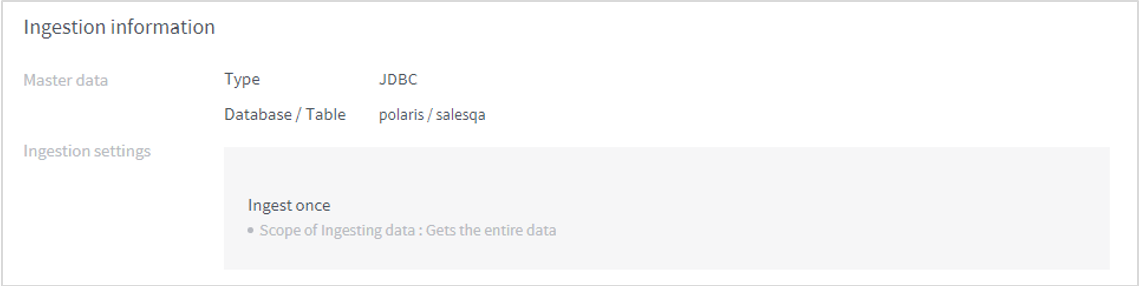 Ingestion information
Master data Type JDBC
Database / Table polaris / salesqa
Ingestion settings
Ingest once
• Scope of Ingesting data : Gets the entire data